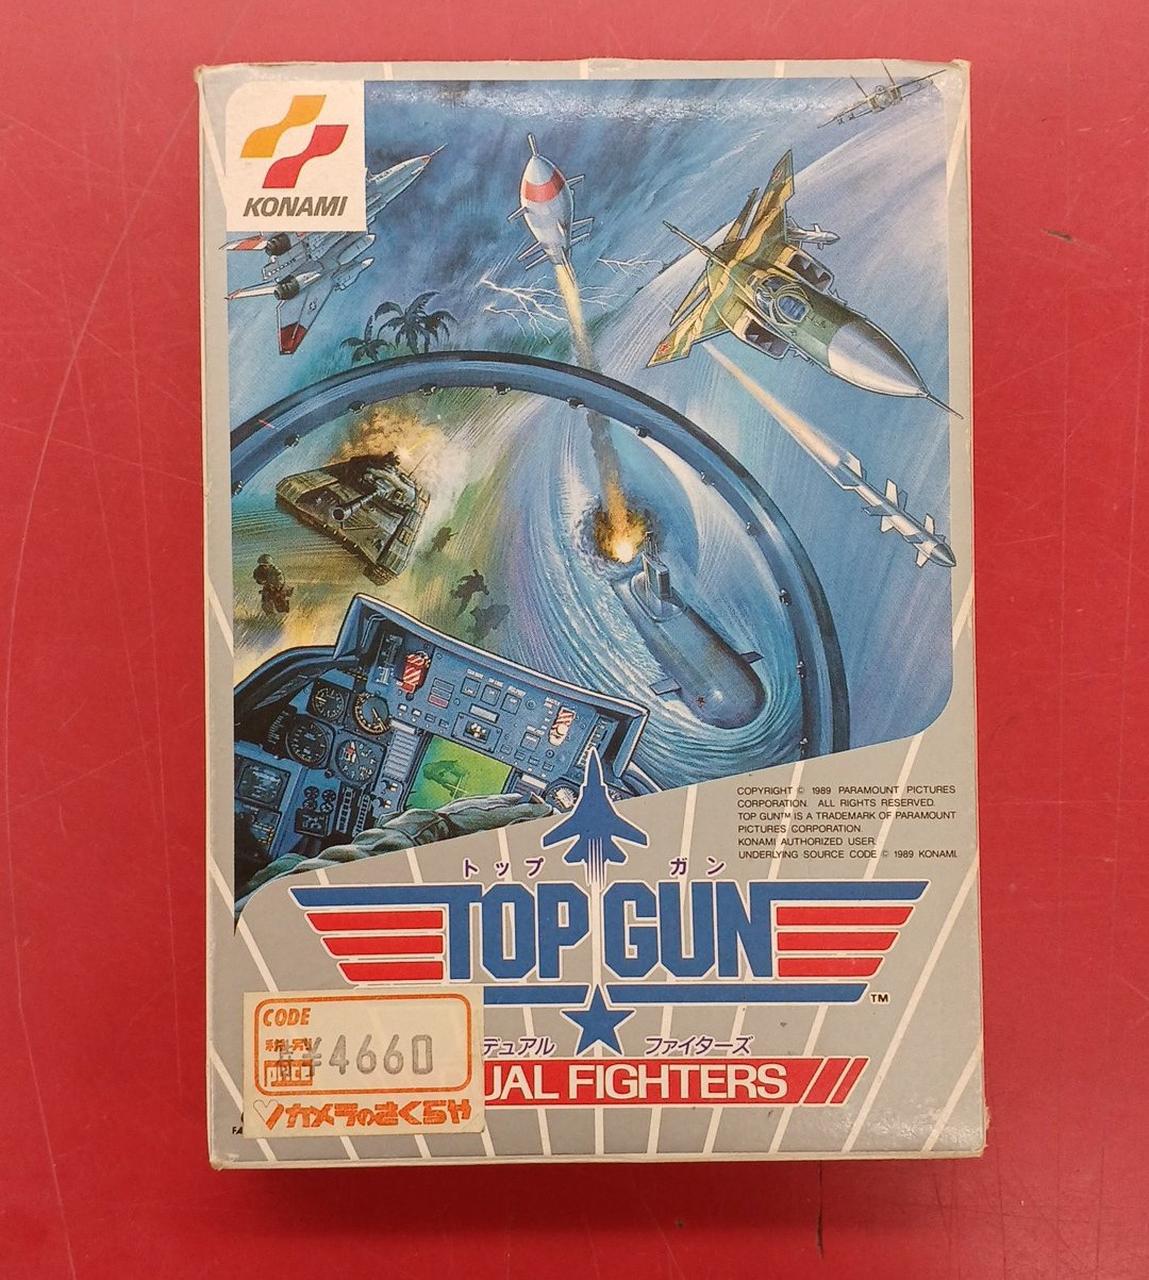 KONAMI
COPYRIGHT © 1989 PARAMOUNT PICTURES
CORPORATION. ALL RIGHTS RESERVED.
TOP GUN™ IS A TRADEMARK OF PARAMOUNT
PICTURES CORPORATION.
KONAMI AUTHORIZED USER.
UNDERLYING SOURCE CODE © 1989 KONAMI.
トップ ガン
TOP GUN
TM
デュアル ファイターズ
UAL FIGHTERS
CODE
¥4660
price
カメラのさくらや
FA